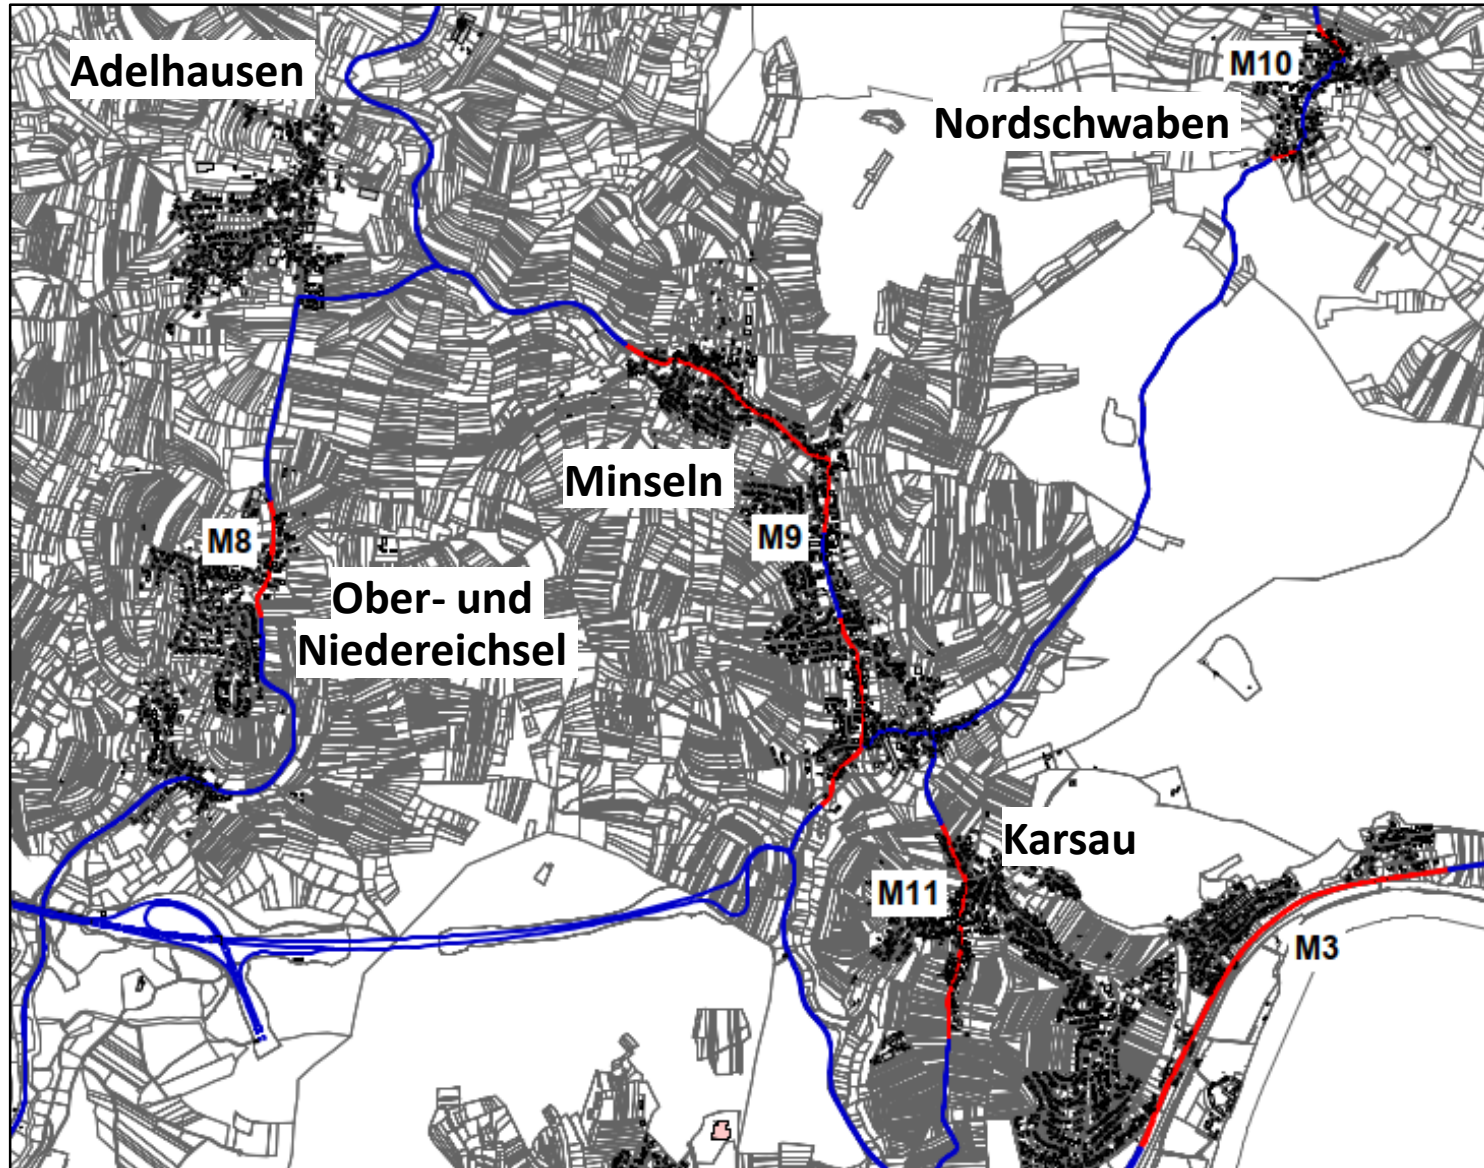 Adelhausen
M10
Nordschwaben
Minseln
M8
M9
Ober- und
Niedereichsel
Karsau
M11
M3